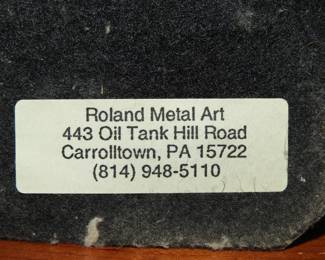 Roland Metal Art
443 Oil Tank Hill Road
Carrolltown, PA 15722
(814) 948-5110